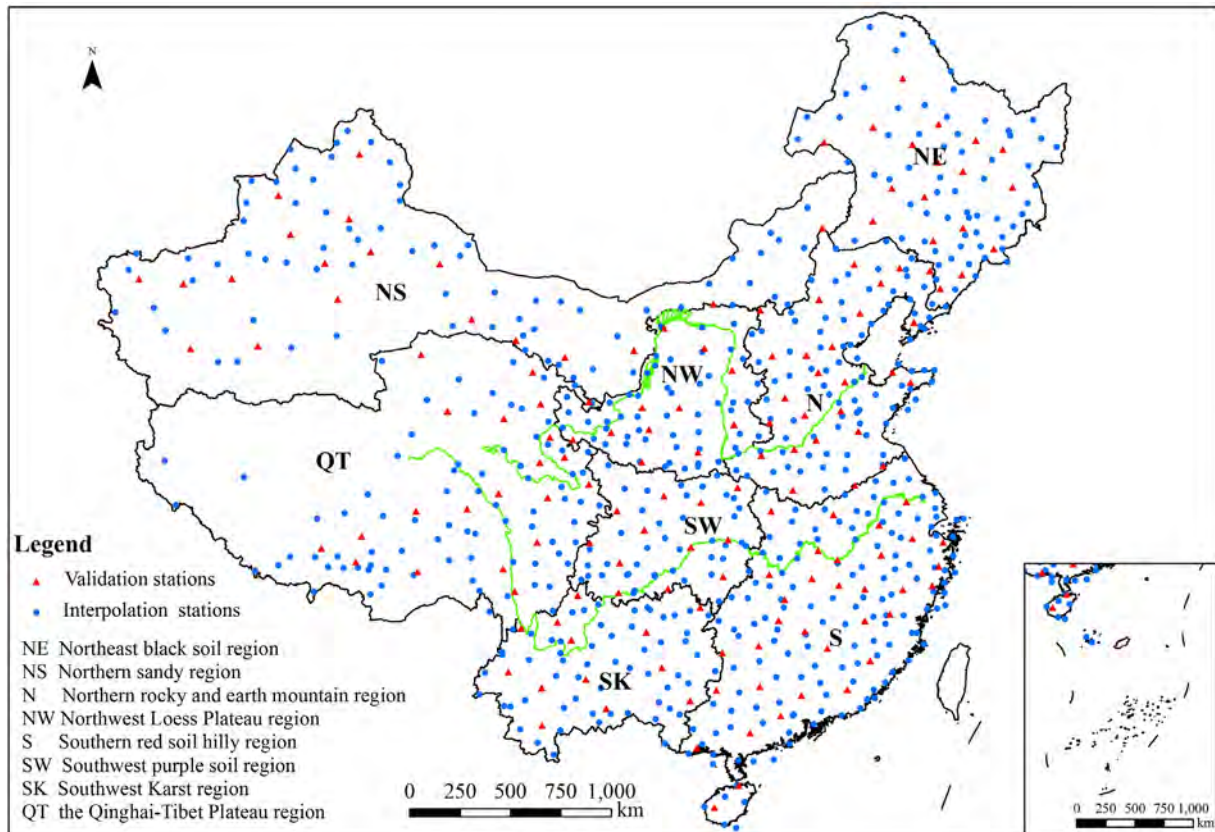 N
NE
NS
NW
N
QT
SW
S
SK
Legend
Validation stations
Interpolation stations
NE Northeast black soil region
NS Northern sandy region
N Northern rocky and earth mountain region
NW Northwest Loess Plateau region
S Southern red soil hilly region
SW Southwest purple soil region
SK Southwest Karst region
QT the Qinghai-Tibet Plateau region
0 250 500 750 1,000
km
0 250 500 750 1,000
km